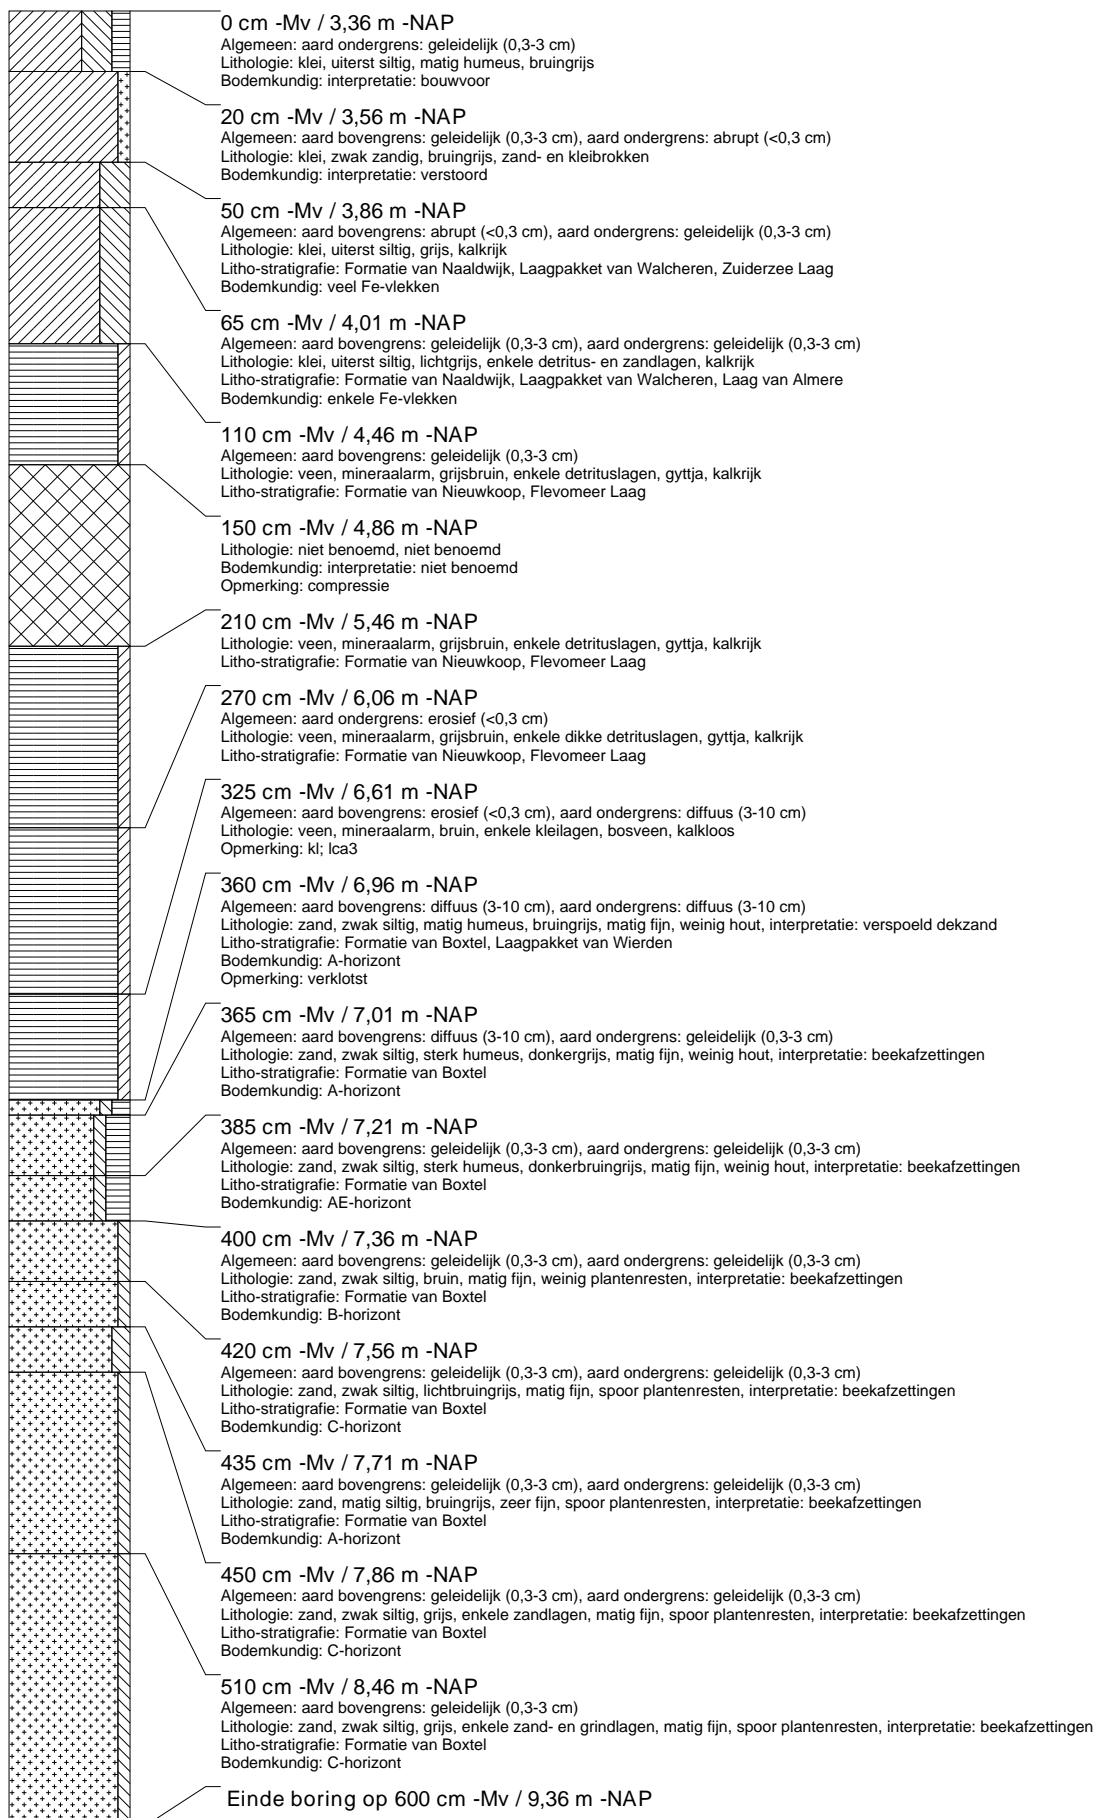 0 cm -Mv / 3,36 m -NAP
Algemeen: aard ondergrens: geleidelijk (0,3-3 cm)
Lithologie: klei, uiterst siltig, matig humeus, bruingrijs
Bodemkundig: interpretatie: bouwvoor
20 cm -Mv / 3,56 m -NAP
Algemeen: aard bovengrens: geleidelijk (0,3-3 cm), aard ondergrens: abrupt (<0,3 cm)
Lithologie: klei, zwak zandig, bruingrijs, zand- en kleibrokken
Bodemkundig: interpretatie: verstoord
50 cm -Mv / 3,86 m -NAP
Algemeen: aard bovengrens: abrupt (<0,3 cm), aard ondergrens: geleidelijk (0,3-3 cm)
Lithologie: klei, uiterst siltig, grijs, kalkrijk
Litho-stratigrafie: Formatie van Naaldwijk, Laagpakket van Walcheren, Zuiderzee Laag
Bodemkundig: veel Fe-vlekken
65 cm -Mv / 4,01 m -NAP
Algemeen: aard bovengrens: geleidelijk (0,3-3 cm), aard ondergrens: geleidelijk (0,3-3 cm)
Lithologie: klei, uiterst siltig, lichtgrijs, enkele detritus- en zandlagen, kalkrijk
Litho-stratigrafie: Formatie van Naaldwijk, Laagpakket van Walcheren, Laag van Almere
Bodemkundig: enkele Fe-vlekken
110 cm -Mv / 4,46 m -NAP
Algemeen: aard bovengrens: geleidelijk (0,3-3 cm)
Lithologie: veen, mineraalarm, grijsbruin, enkele detrituslagen, gyttja, kalkrijk
Litho-stratigrafie: Formatie van Nieuwkoop, Flevomeer Laag
150 cm -Mv / 4,86 m -NAP
Lithologie: niet benoemd, niet benoemd
Bodemkundig: interpretatie: niet benoemd
Opmerking: compressie
210 cm -Mv / 5,46 m -NAP
Lithologie: veen, mineraalarm, grijsbruin, enkele detrituslagen, gyttja, kalkrijk
Litho-stratigrafie: Formatie van Nieuwkoop, Flevomeer Laag
270 cm -Mv / 6,06 m -NAP
Algemeen: aard ondergrens: erosief (<0,3 cm)
Lithologie: veen, mineraalarm, grijsbruin, enkele dikke detrituslagen, gyttja, kalkrijk
Litho-stratigrafie: Formatie van Nieuwkoop, Flevomeer Laag
325 cm -Mv / 6,61 m -NAP
Algemeen: aard bovengrens: erosief (<0,3 cm), aard ondergrens: diffuus (3-10 cm)
Lithologie: veen, mineraalarm, bruin, enkele kleilagen, bosveen, kalkloos
Opmerking: kl; lca3
360 cm -Mv / 6,96 m -NAP
Algemeen: aard bovengrens: diffuus (3-10 cm), aard ondergrens: diffuus (3-10 cm)
Lithologie: zand, zwak siltig, matig humeus, bruingrijs, matig fijn, weinig hout, interpretatie: verspoeld dekzand
Litho-stratigrafie: Formatie van Boxtel, Laagpakket van Wierden
Bodemkundig: A-horizont
Opmerking: verklotst
365 cm -Mv / 7,01 m -NAP
Algemeen: aard bovengrens: diffuus (3-10 cm), aard ondergrens: geleidelijk (0,3-3 cm)
Lithologie: zand, zwak siltig, sterk humeus, donkergrijs, matig fijn, weinig hout, interpretatie: beekafzettingen
Litho-stratigrafie: Formatie van Boxtel
Bodemkundig: A-horizont
385 cm -Mv / 7,21 m -NAP
Algemeen: aard bovengrens: geleidelijk (0,3-3 cm), aard ondergrens: geleidelijk (0,3-3 cm)
Lithologie: zand, zwak siltig, sterk humeus, donkerbruingrijs, matig fijn, weinig hout, interpretatie: beekafzettingen
Litho-stratigrafie: Formatie van Boxtel
Bodemkundig: AE-horizont
400 cm -Mv / 7,36 m -NAP
Algemeen: aard bovengrens: geleidelijk (0,3-3 cm), aard ondergrens: geleidelijk (0,3-3 cm)
Lithologie: zand, zwak siltig, bruin, matig fijn, weinig plantenresten, interpretatie: beekafzettingen
Litho-stratigrafie: Formatie van Boxtel
Bodemkundig: B-horizont
420 cm -Mv / 7,56 m -NAP
Algemeen: aard bovengrens: geleidelijk (0,3-3 cm), aard ondergrens: geleidelijk (0,3-3 cm)
Lithologie: zand, zwak siltig, lichtbruingrijs, matig fijn, spoor plantenresten, interpretatie: beekafzettingen
Litho-stratigrafie: Formatie van Boxtel
Bodemkundig: C-horizont
435 cm -Mv / 7,71 m -NAP
Algemeen: aard bovengrens: geleidelijk (0,3-3 cm), aard ondergrens: geleidelijk (0,3-3 cm)
Lithologie: zand, matig siltig, bruingrijs, zeer fijn, spoor plantenresten, interpretatie: beekafzettingen
Litho-stratigrafie: Formatie van Boxtel
Bodemkundig: A-horizont
450 cm -Mv / 7,86 m -NAP
Algemeen: aard bovengrens: geleidelijk (0,3-3 cm), aard ondergrens: geleidelijk (0,3-3 cm)
Lithologie: zand, zwak siltig, grijs, enkele zandlagen, matig fijn, spoor plantenresten, interpretatie: beekafzettingen
Litho-stratigrafie: Formatie van Boxtel
Bodemkundig: C-horizont
510 cm -Mv / 8,46 m -NAP
Algemeen: aard bovengrens: geleidelijk (0,3-3 cm)
Lithologie: zand, zwak siltig, grijs, enkele zand- en grindlagen, matig fijn, spoor plantenresten, interpretatie: beekafzettingen
Litho-stratigrafie: Formatie van Boxtel
Bodemkundig: C-horizont
Einde boring op 600 cm -Mv / 9,36 m -NAP